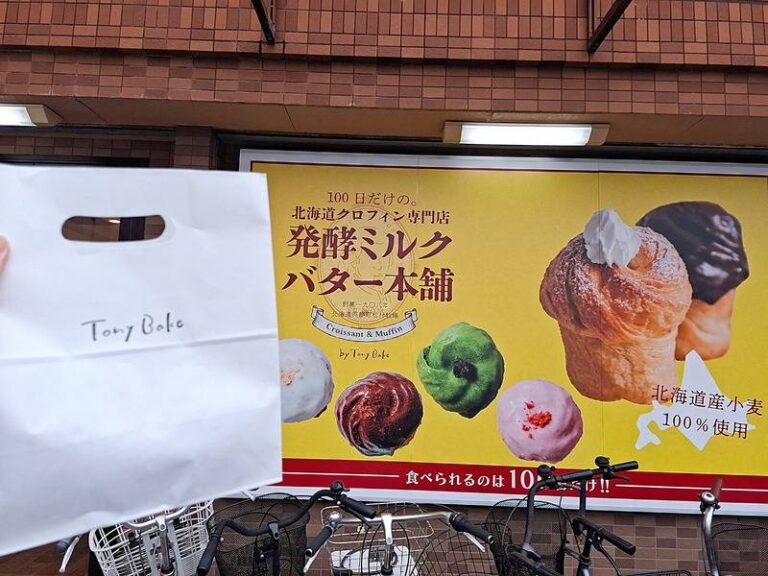 Tony Bake
100日だけの。
北海道クロフィン専門店
発酵ミルク
バター本舗
Croissant & Muffin
by Tony Bake
北海道産小麦
100%使用
食べられるのは10
だけ!!